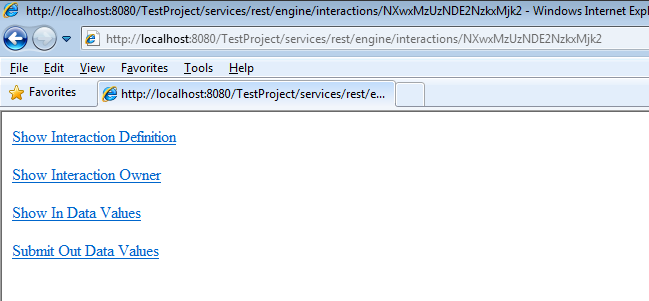 http://localhost:8080/TestProject/services/rest/engine/interactions/NXwxMzUzNDE2NzkxMjk2 - Windows Internet Expl
http://localhost:8080/TestProject/services/rest/engine/interactions/NXwxMzUzNDE2NzkxMjk2
File Edit View Favorites Tools Help
Favorites http://localhost:8080/TestProject/services/rest/e...
Show Interaction Definition
Show Interaction Owner
Show In Data Values
Submit Out Data Values